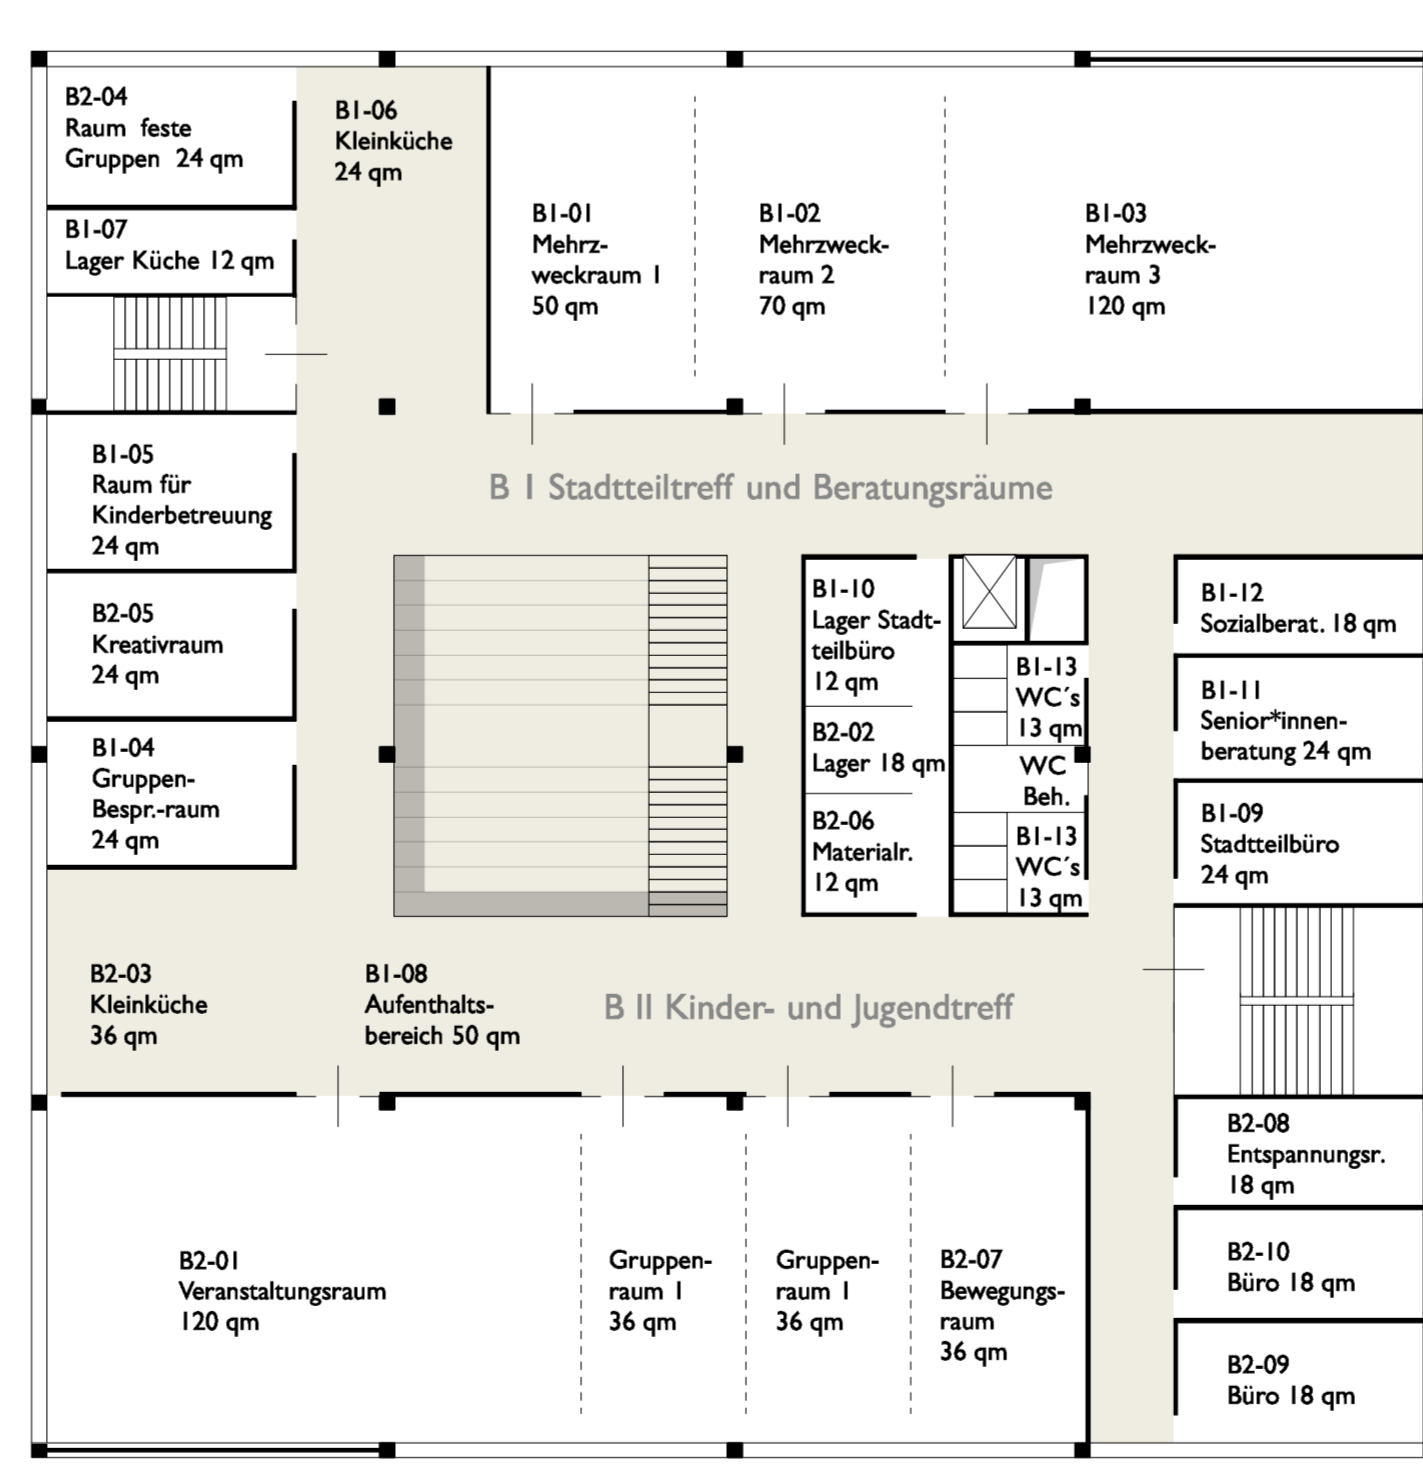 B2-04
Raum feste
Gruppen 24 qm
B1-06
Kleinküche
24 qm
B1-07
Lager Küche 12 qm
B1-01
Mehrz-
weckraum 1
50 qm
B1-02
Mehrzweck-
raum 2
70 qm
B1-03
Mehrzweck-
raum 3
120 qm
B1-05
Raum für
Kinderbetreuung
24 qm
B I Stadtteiltreff und Beratungsräume
B2-05
Kreativraum
24 qm
B1-04
Gruppen-
Bespr.-raum
24 qm
B1-10
Lager Stadt-
teilbüro
12 qm
B2-02
Lager 18 qm
B2-06
Materialr.
12 qm
B1-13
WC´s
13 qm
WC
Beh.
B1-13
WC´s
13 qm
B1-12
Sozialberat. 18 qm
B1-11
Senior*innen-
beratung 24 qm
B1-09
Stadtteilbüro
24 qm
B2-03
Kleinküche
36 qm
B1-08
Aufenthalts-
bereich 50 qm
B II Kinder- und Jugendtreff
B2-01
Veranstaltungsraum
120 qm
Gruppen-
raum 1
36 qm
Gruppen-
raum 1
36 qm
B2-07
Bewegungs-
raum
36 qm
B2-08
Entspannungsr.
18 qm
B2-10
Büro 18 qm
B2-09
Büro 18 qm